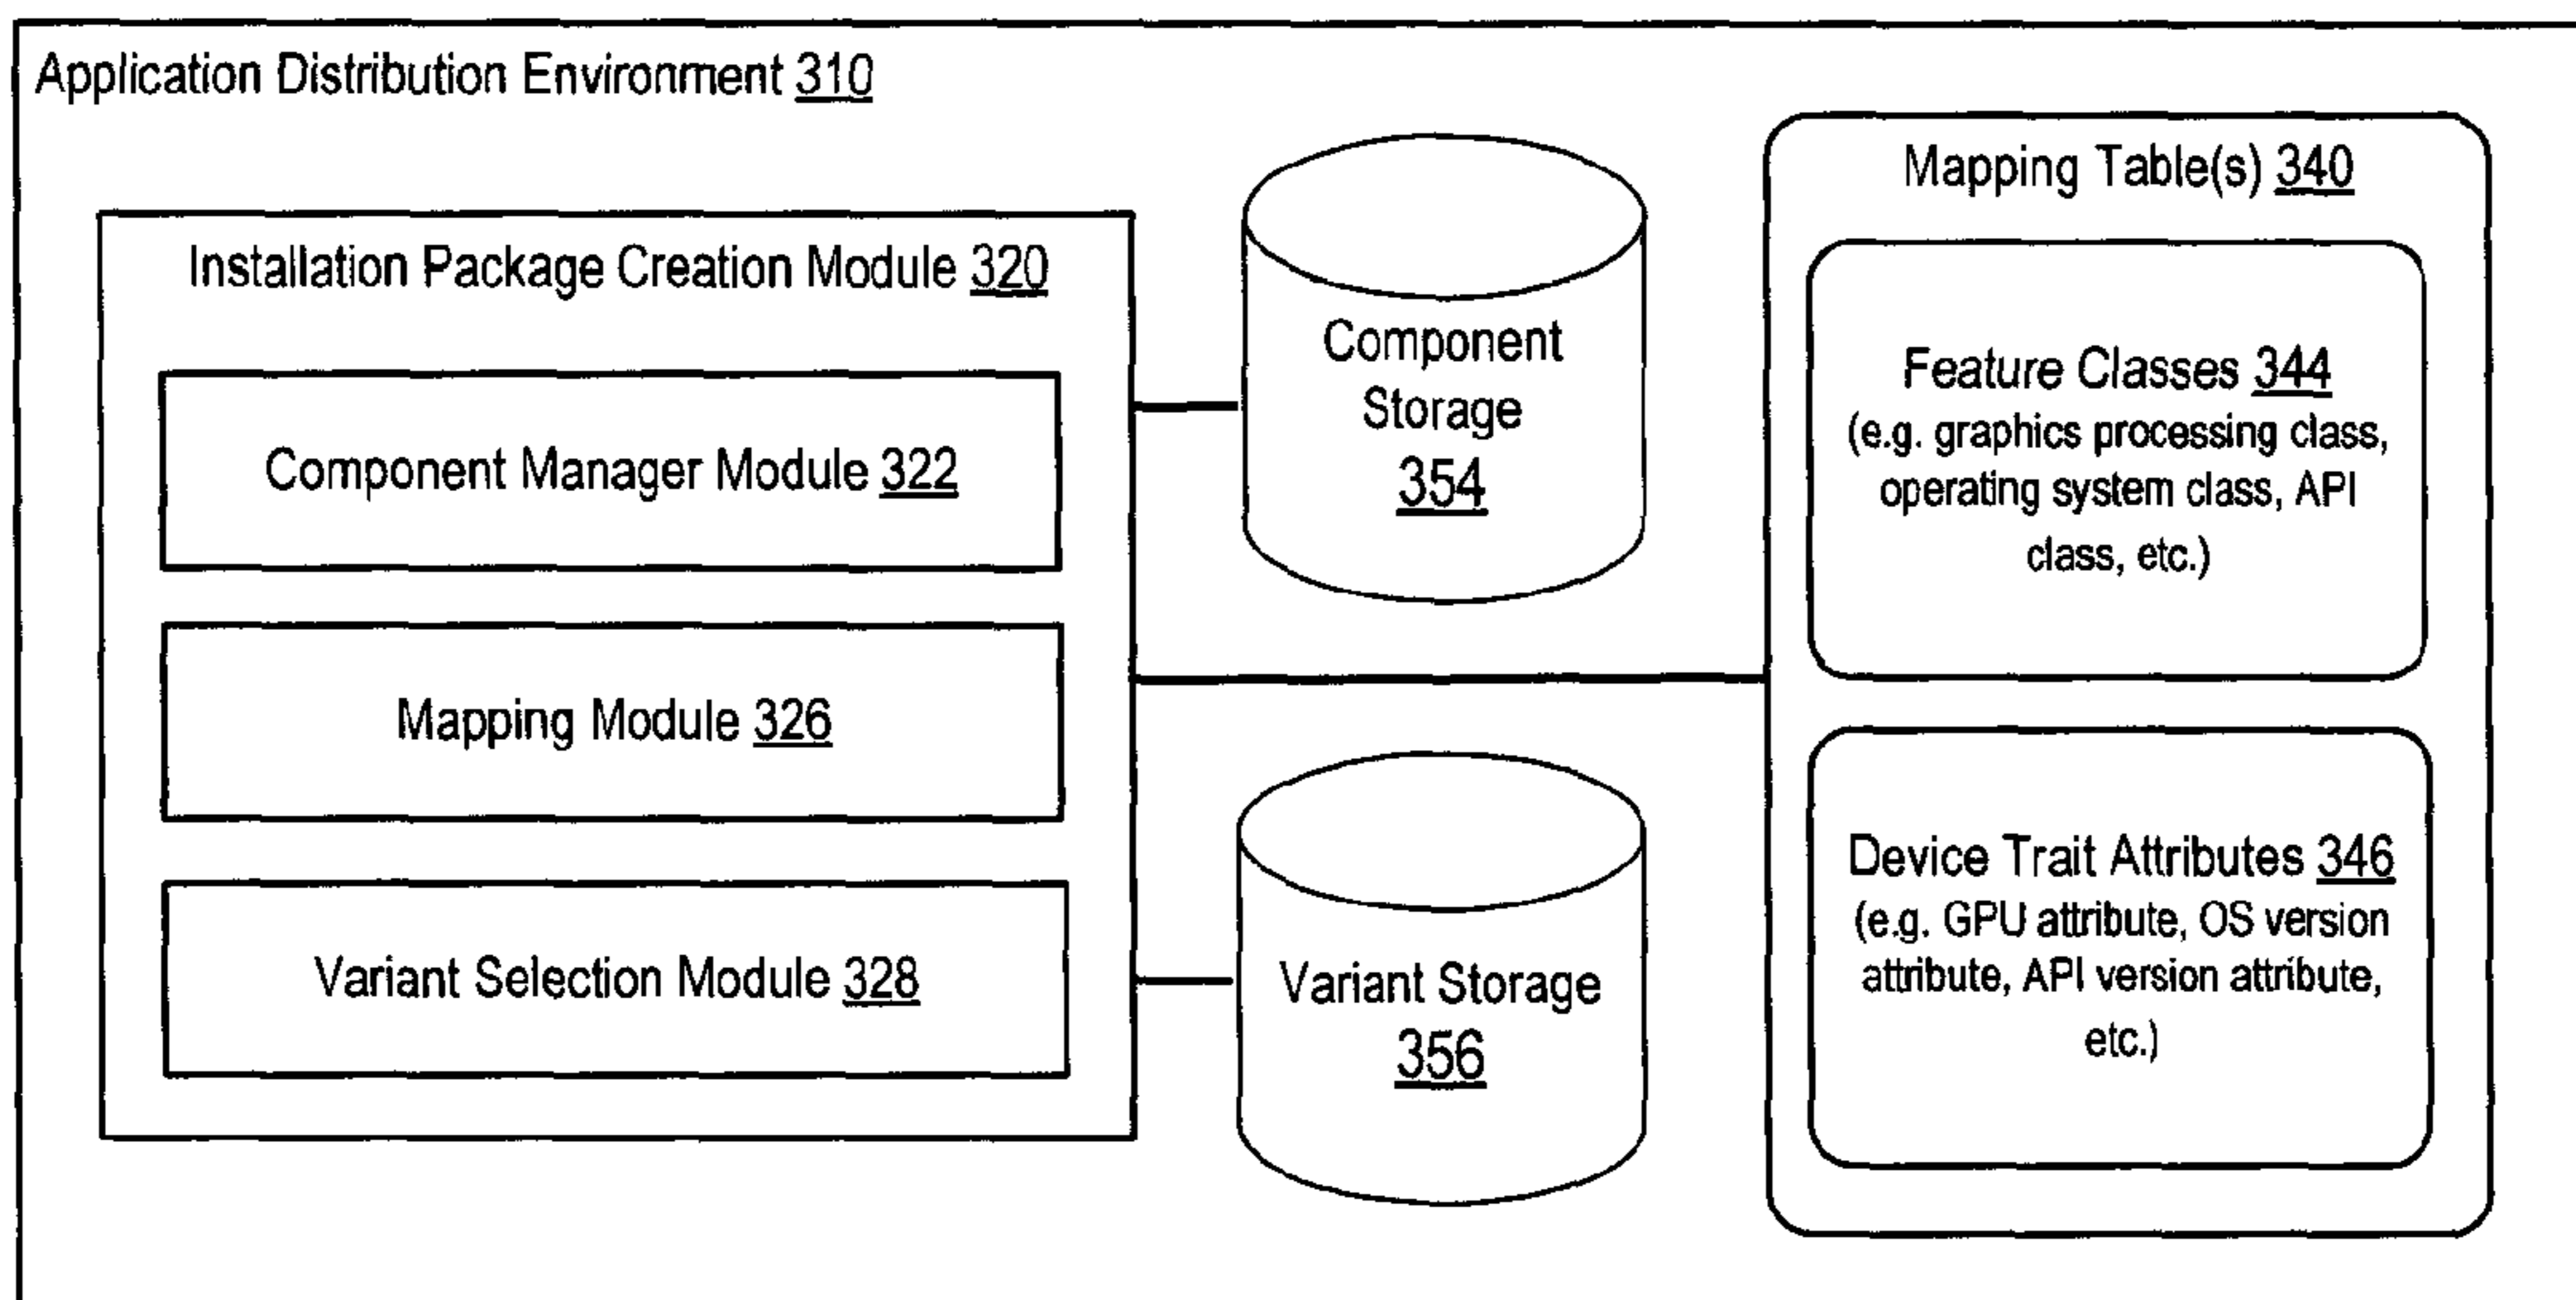 Application Distribution Environment 310
Installation Package Creation Module 320
Component Manager Module 322
Mapping Module 326
Variant Selection Module 328
Component
Storage
354
Variant Storage
356
Mapping Table(s) 340
Feature Classes 344
(e.g. graphics processing class,
operating system class, API
class, etc.)
Device Trait Attributes 346
(e.g. GPU attribute, OS version
attribute, API version attribute,
etc.)